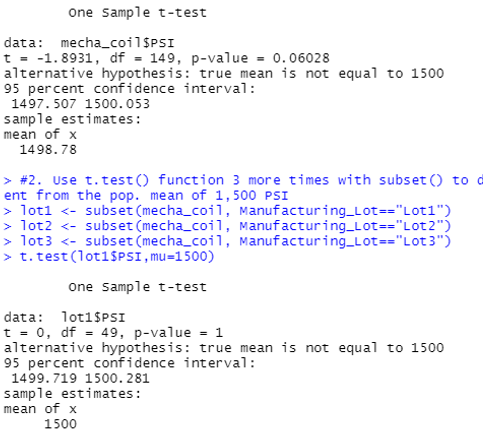 One Sample t-test
data:  mecha_coil$PSI
t = -1.8931, df = 149, p-value = 0.06028
alternative hypothesis: true mean is not equal to 1500
95 percent confidence interval:
1497.507 1500.053
sample estimates:
mean of x
1498.78
> #2. Use t.test() function 3 more times with subset() to d
ent from the pop. mean of 1,500 PSI
> lot1 <- subset(mecha_coil, Manufacturing_Lot=="Lot1")
> lot2 <- subset(mecha_coil, Manufacturing_Lot=="Lot2")
> lot3 <- subset(mecha_coil, Manufacturing_Lot=="Lot3")
> t.test(lot1$PSI,mu=1500)
One Sample t-test
data:  lot1$PSI
t = 0, df = 49, p-value = 1
alternative hypothesis: true mean is not equal to 1500
95 percent confidence interval:
1499.719 1500.281
sample estimates:
mean of x
1500